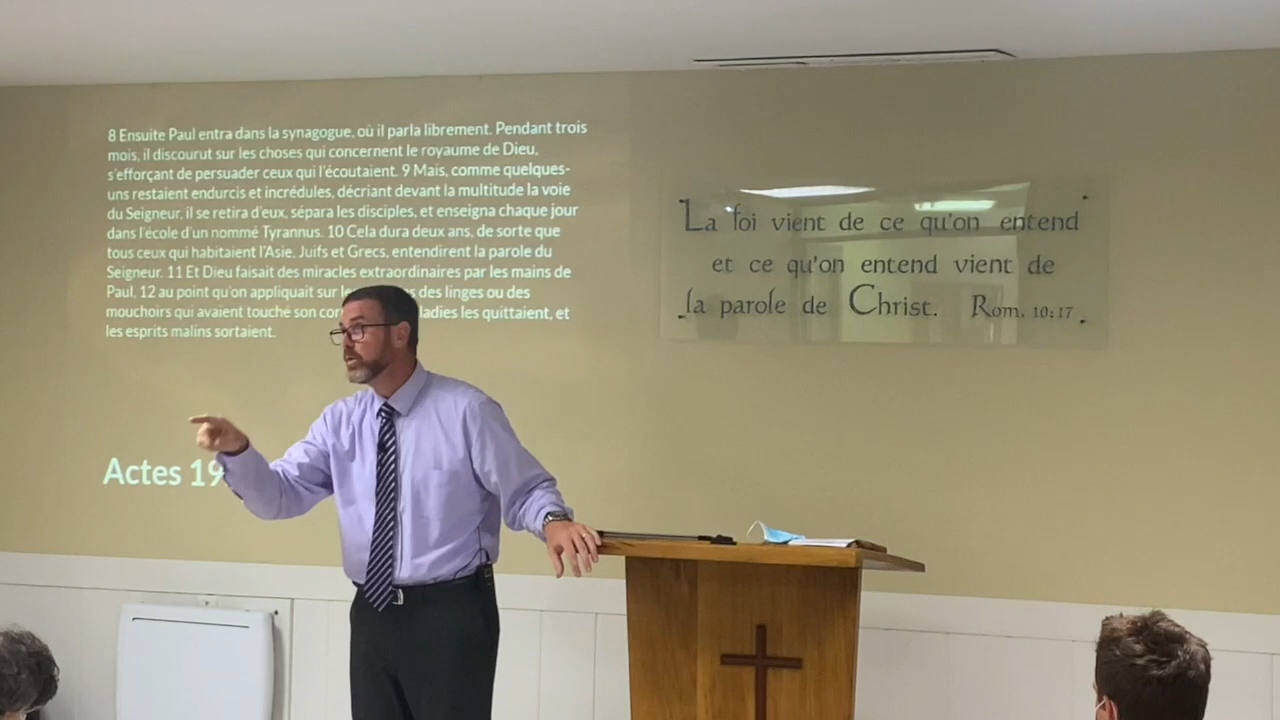 8 Ensuite Paul entra dans la synagogue, où il parla librement. Pendant trois
mois, il discourut sur les choses qui concernent le royaume de Dieu,
s'efforçant de persuader ceux qui l'écoutaient. 9 Mais, comme quelques-
uns restaient endurcis et incrédules, décriant devant la multitude la voie
du Seigneur, il se retira d'eux, sépara les disciples, et enseigna chaque jour
dans l'école d'un nommé Tyrannus. 10 Cela dura deux ans, de sorte que
tous ceux qui habitaient l'Asie, Juifs et Grecs, entendirent la parole du
Seigneur. 11 Et Dieu faisait des miracles extraordinaires par les mains de
Paul, 12 au point qu'on appliquait sur des linges ou des
mouchoirs qui avaient touché son les quittaient, et
les esprits malins sortaient.
Actes 19
La foi vient de ce qu'on entend
et ce qu'on entend vient de
la parole de Christ. Rom. 10:17